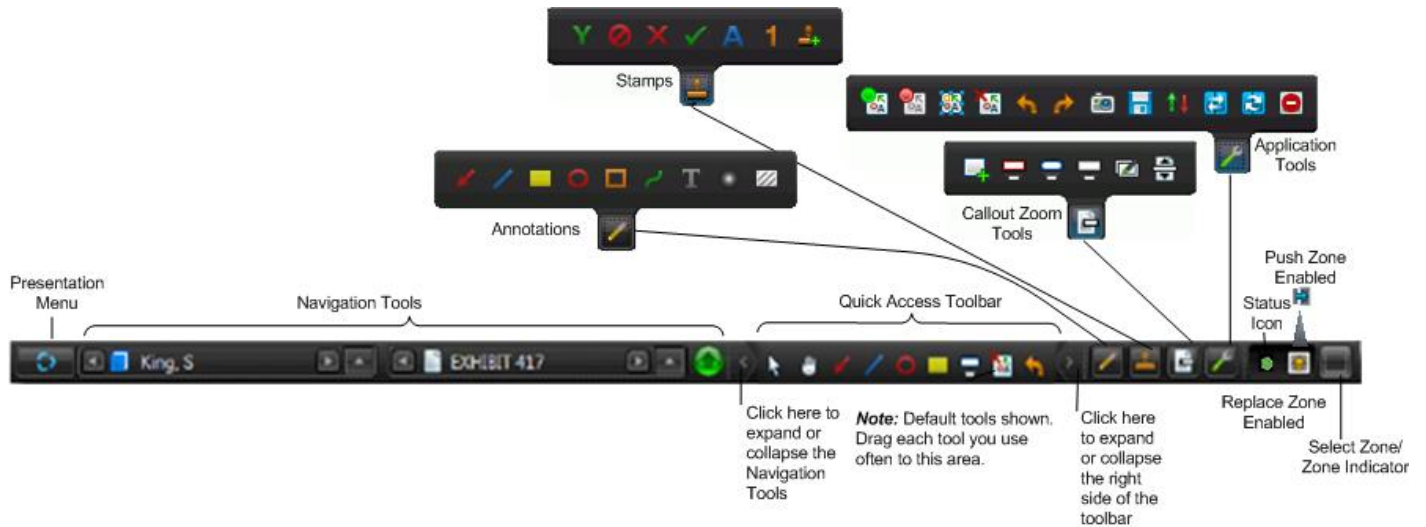 Y A 1
Stamps
Application
Tools
T
Annotations
Callout Zoom
Tools
Push Zone
Enabled
Presentation
Menu
Navigation Tools
Quick Access Toolbar
Status
Icon
King, S
EXHIBIT 417
Click here to
expand or
collapse the
Navigation
Tools
Note: Default tools shown.
Drag each tool you use
often to this area.
Click here
to expand
or collapse
the right
side of the
toolbar
Replace Zone
Enabled
Select Zone/
Zone Indicator